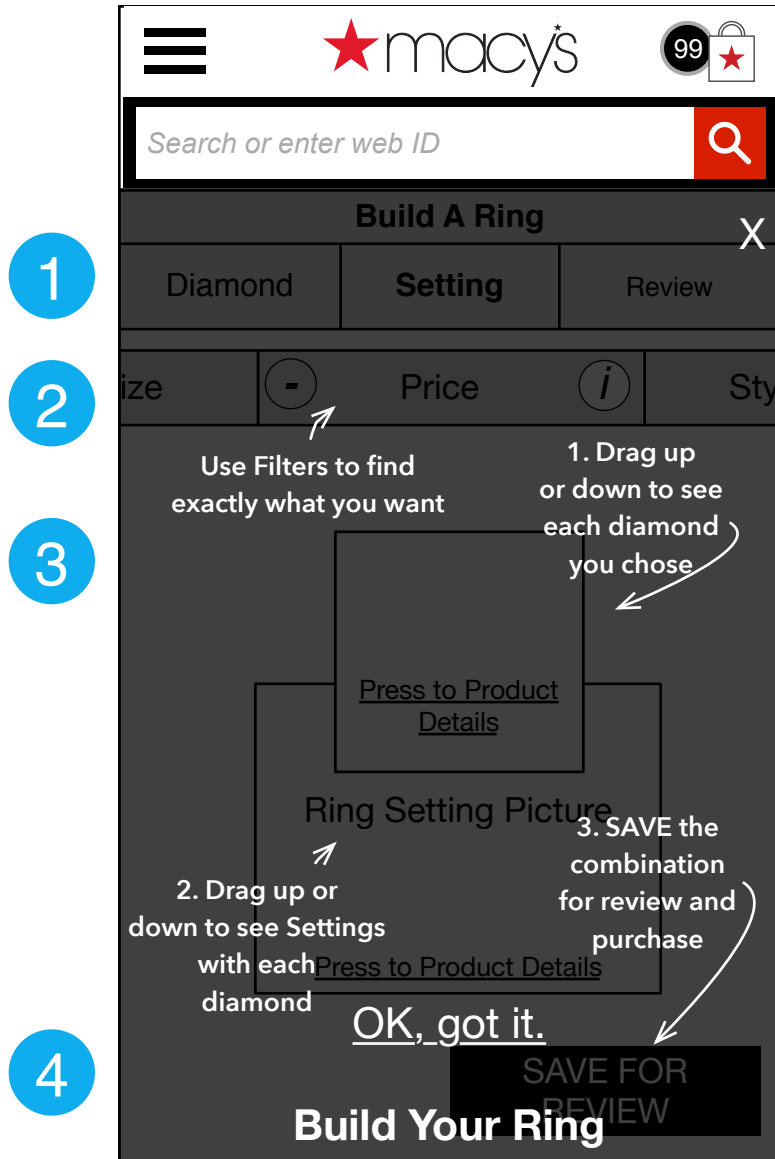 macy's
99
Search or enter web ID
Build A Ring
X
1
Diamond
Setting
Review
2
ize
-
Price
i
Sty
Use Filters to find
exactly what you want
1. Drag up
or down to see
each diamond
you chose
3
Press to Product
Details
Ring Setting Picture
3. SAVE the
combination
for review and
purchase
2. Drag up or
down to see Settings
with each
diamond
Press to Product Details
OK, got it.
4
SAVE FOR
REVIEW
Build Your Ring